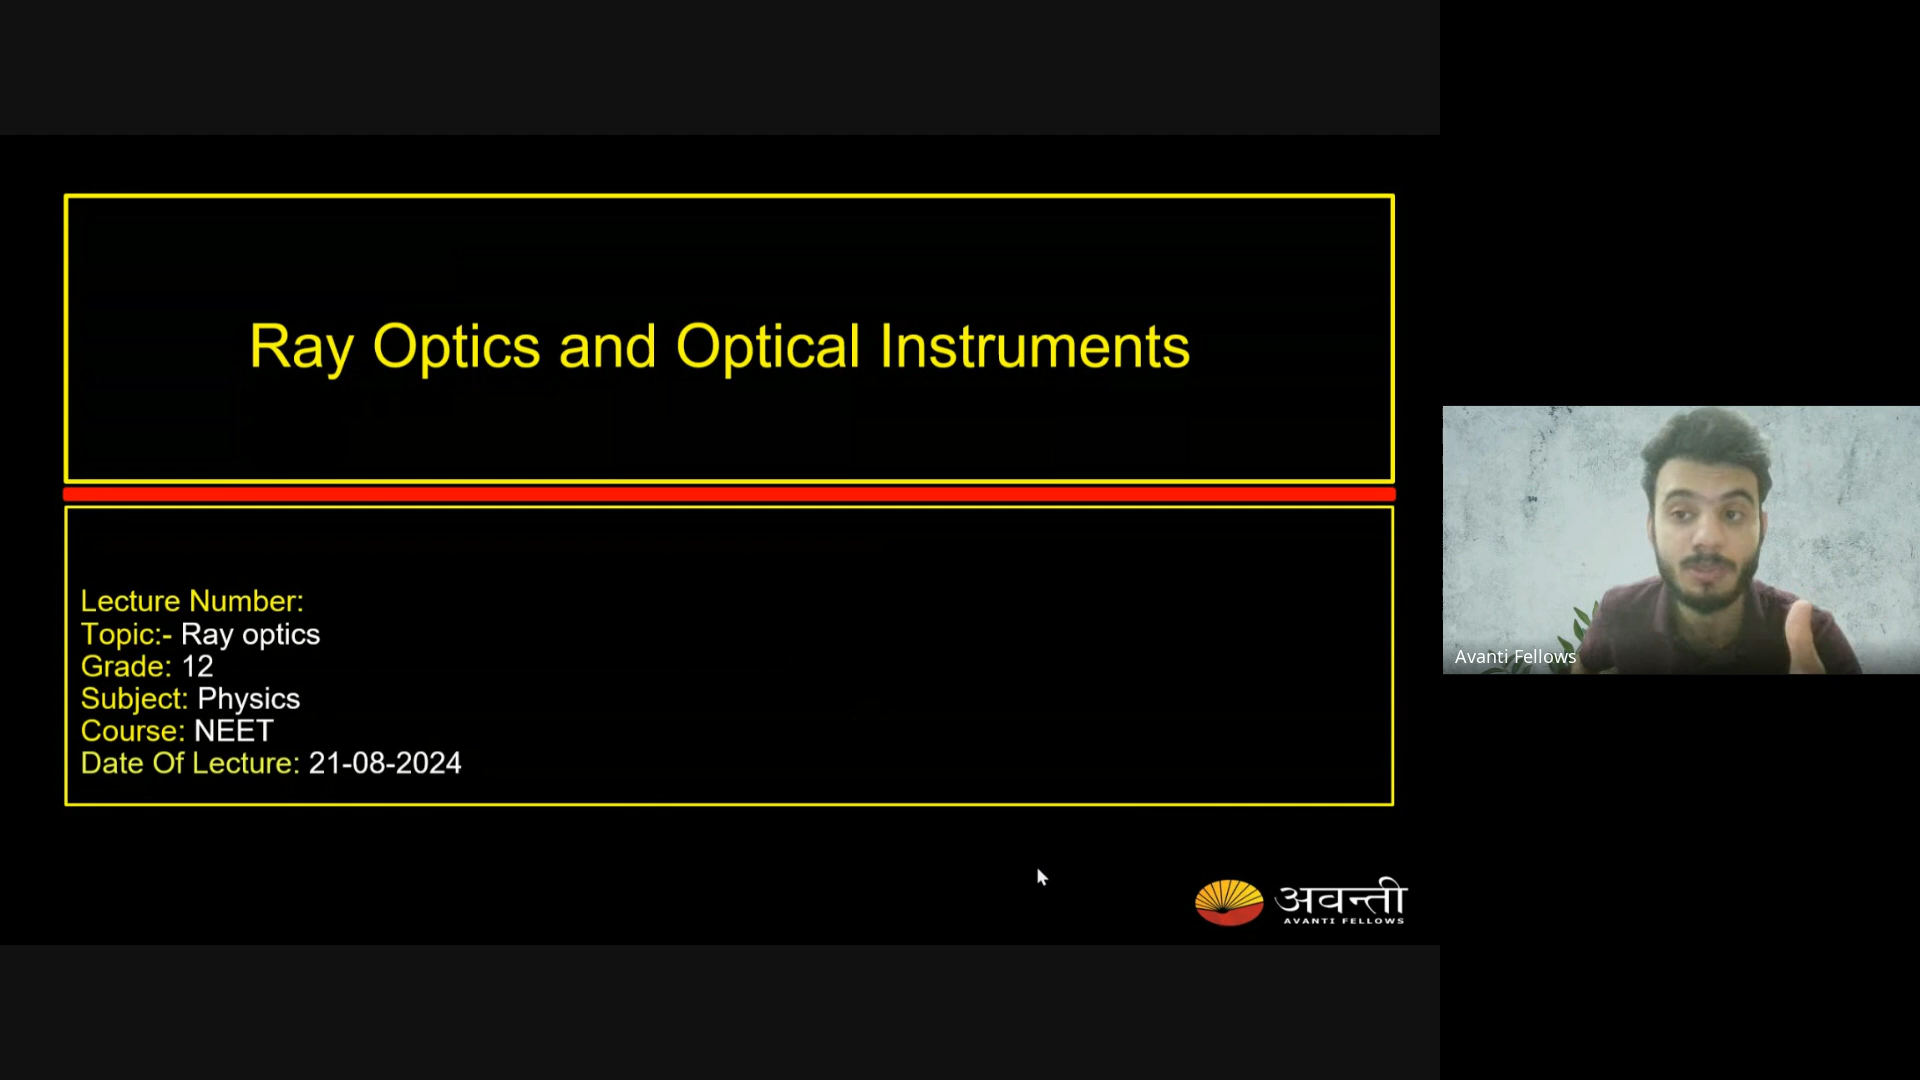 Ray Optics and Optical Instruments
Lecture Number:
Topic:- Ray optics
Grade: 12
Subject: Physics
Course: NEET
Date Of Lecture: 21-08-2024
Avanti Fellows
अवन्ती
AVANTI FELLOWS